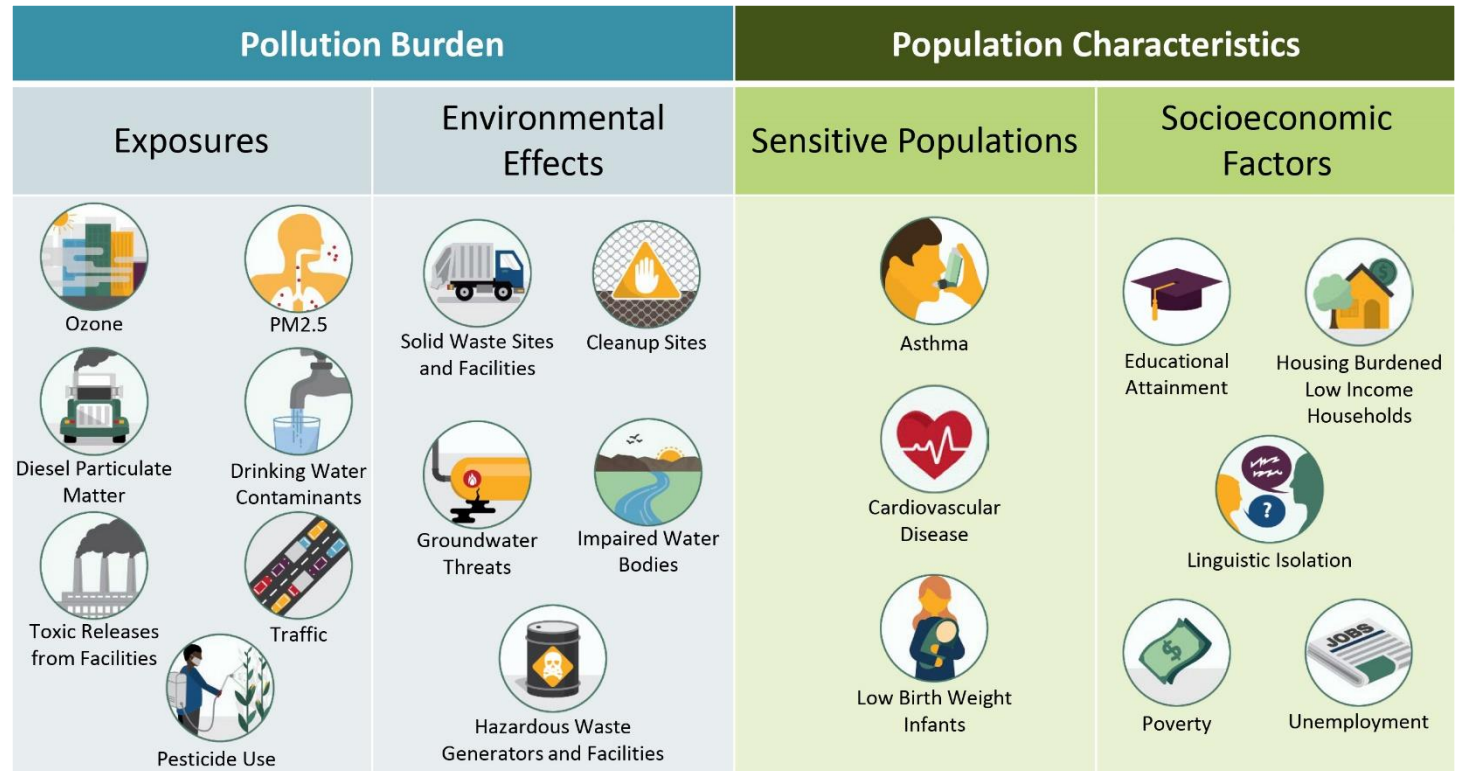 Pollution Burden
Population Characteristics
Exposures
Environmental
Effects
Sensitive Populations
Socioeconomic
Factors
Ozone
PM2.5
Diesel Particulate
Matter
Drinking Water
Contaminants
Toxic Releases
from Facilities
Traffic
Pesticide Use
Solid Waste Sites
and Facilities
Cleanup Sites
Groundwater
Threats
Impaired Water
Bodies
Hazardous Waste
Generators and Facilities
Asthma
Cardiovascular
Disease
Low Birth Weight
Infants
Educational
Attainment
$
Housing Burdened
Low Income
Households
?
Linguistic Isolation
$
Poverty
JOBS
Unemployment